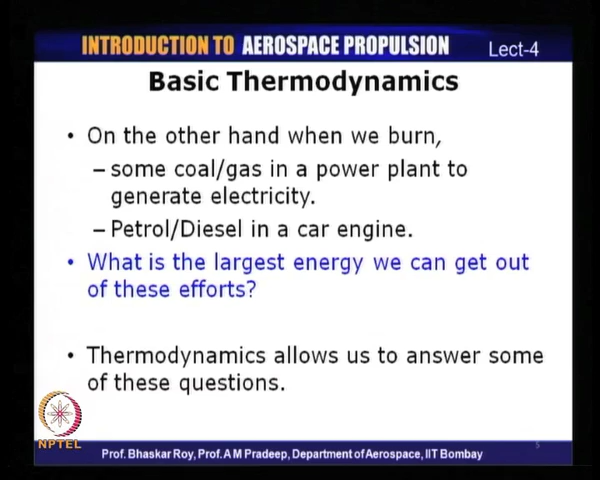 INTRODUCTION TO AEROSPACE PROPULSION Lect-4
Basic Thermodynamics
• On the other hand when we burn,
– some coal/gas in a power plant to
generate electricity.
– Petrol/Diesel in a car engine.
• What is the largest energy we can get out
of these efforts?
• Thermodynamics allows us to answer some
of these questions.
NPTEL
5
Prof. Bhaskar Roy, Prof. A M Pradeep, Department of Aerospace, IIT Bombay